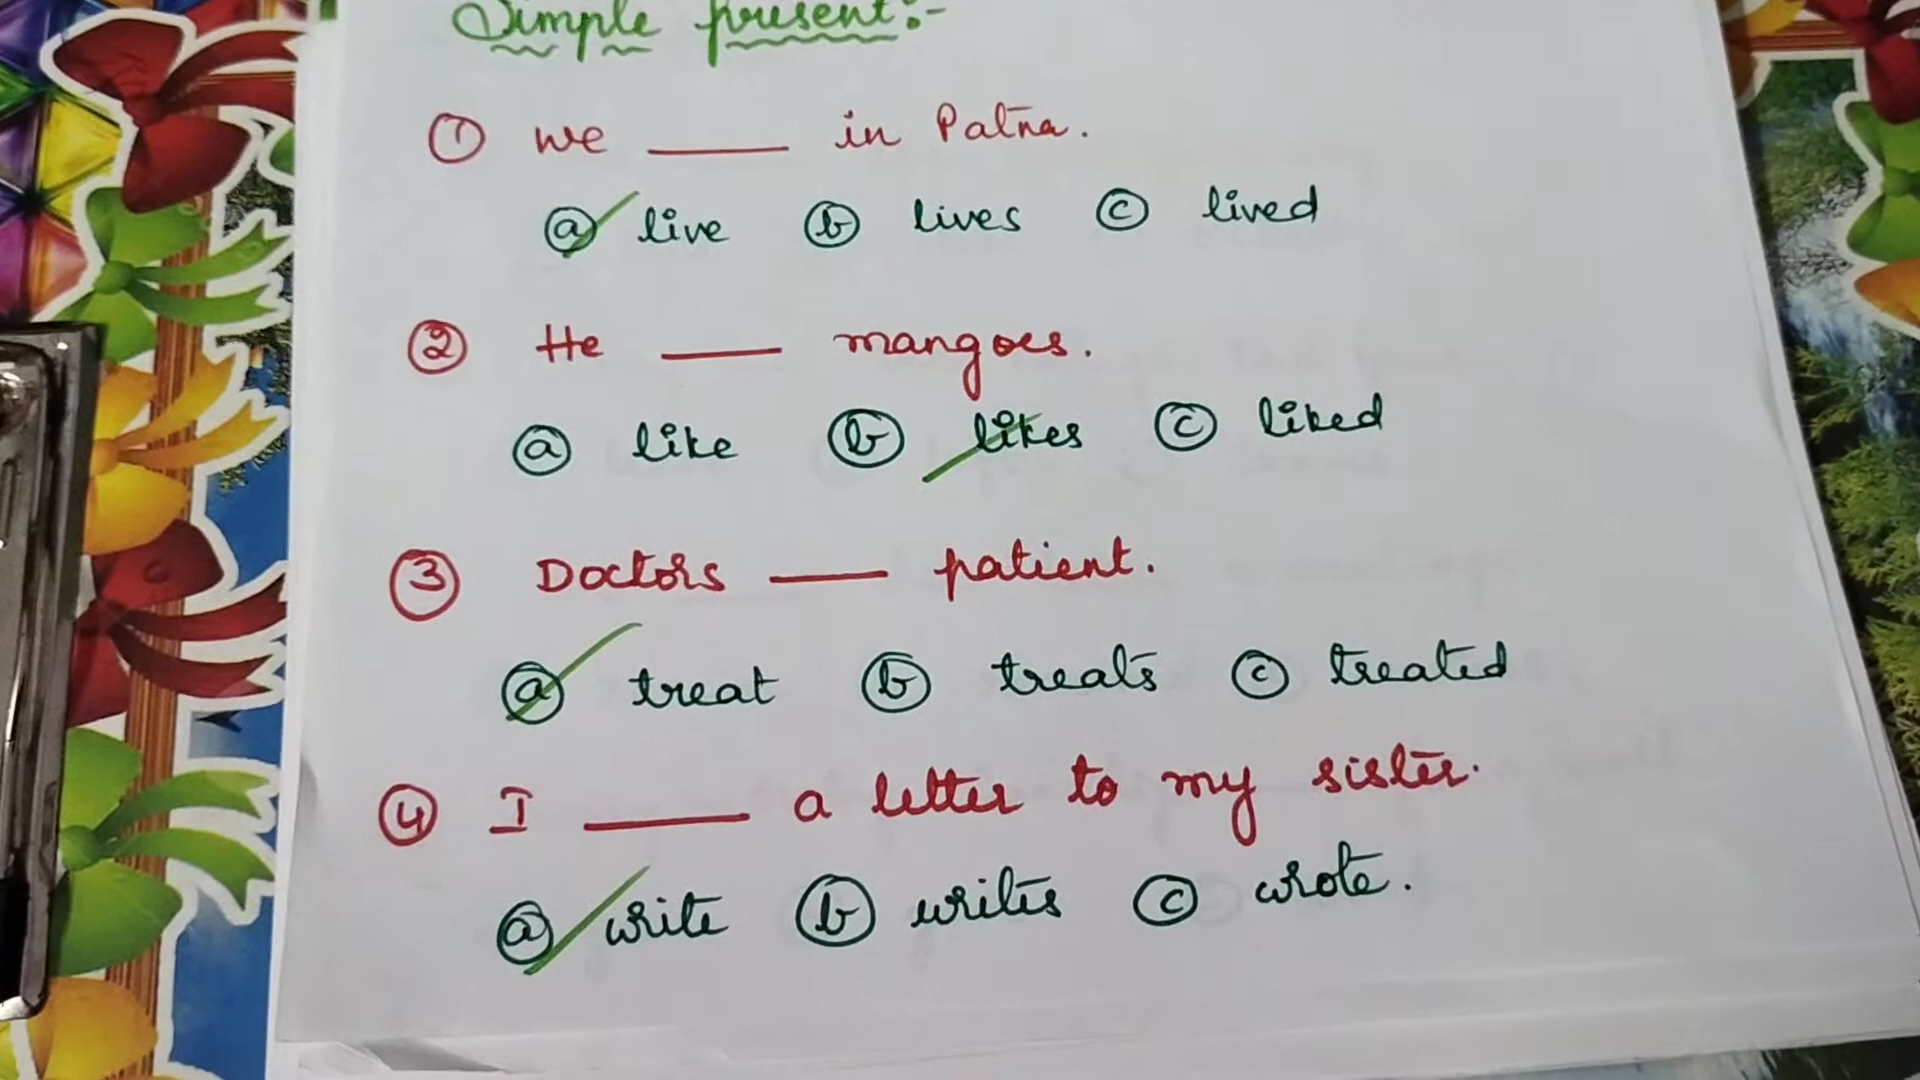 Simple present:-
① We ____ in Patna.
ⓐ live ⓑ lives ⓒ lived
② He ____ mangoes.
ⓐ like ⓑ likes ⓒ liked
③ Doctors ____ patient.
ⓐ treat ⓑ treats ⓒ treated
④ I ____ a letter to my sister.
ⓐ write ⓑ writes ⓒ wrote.